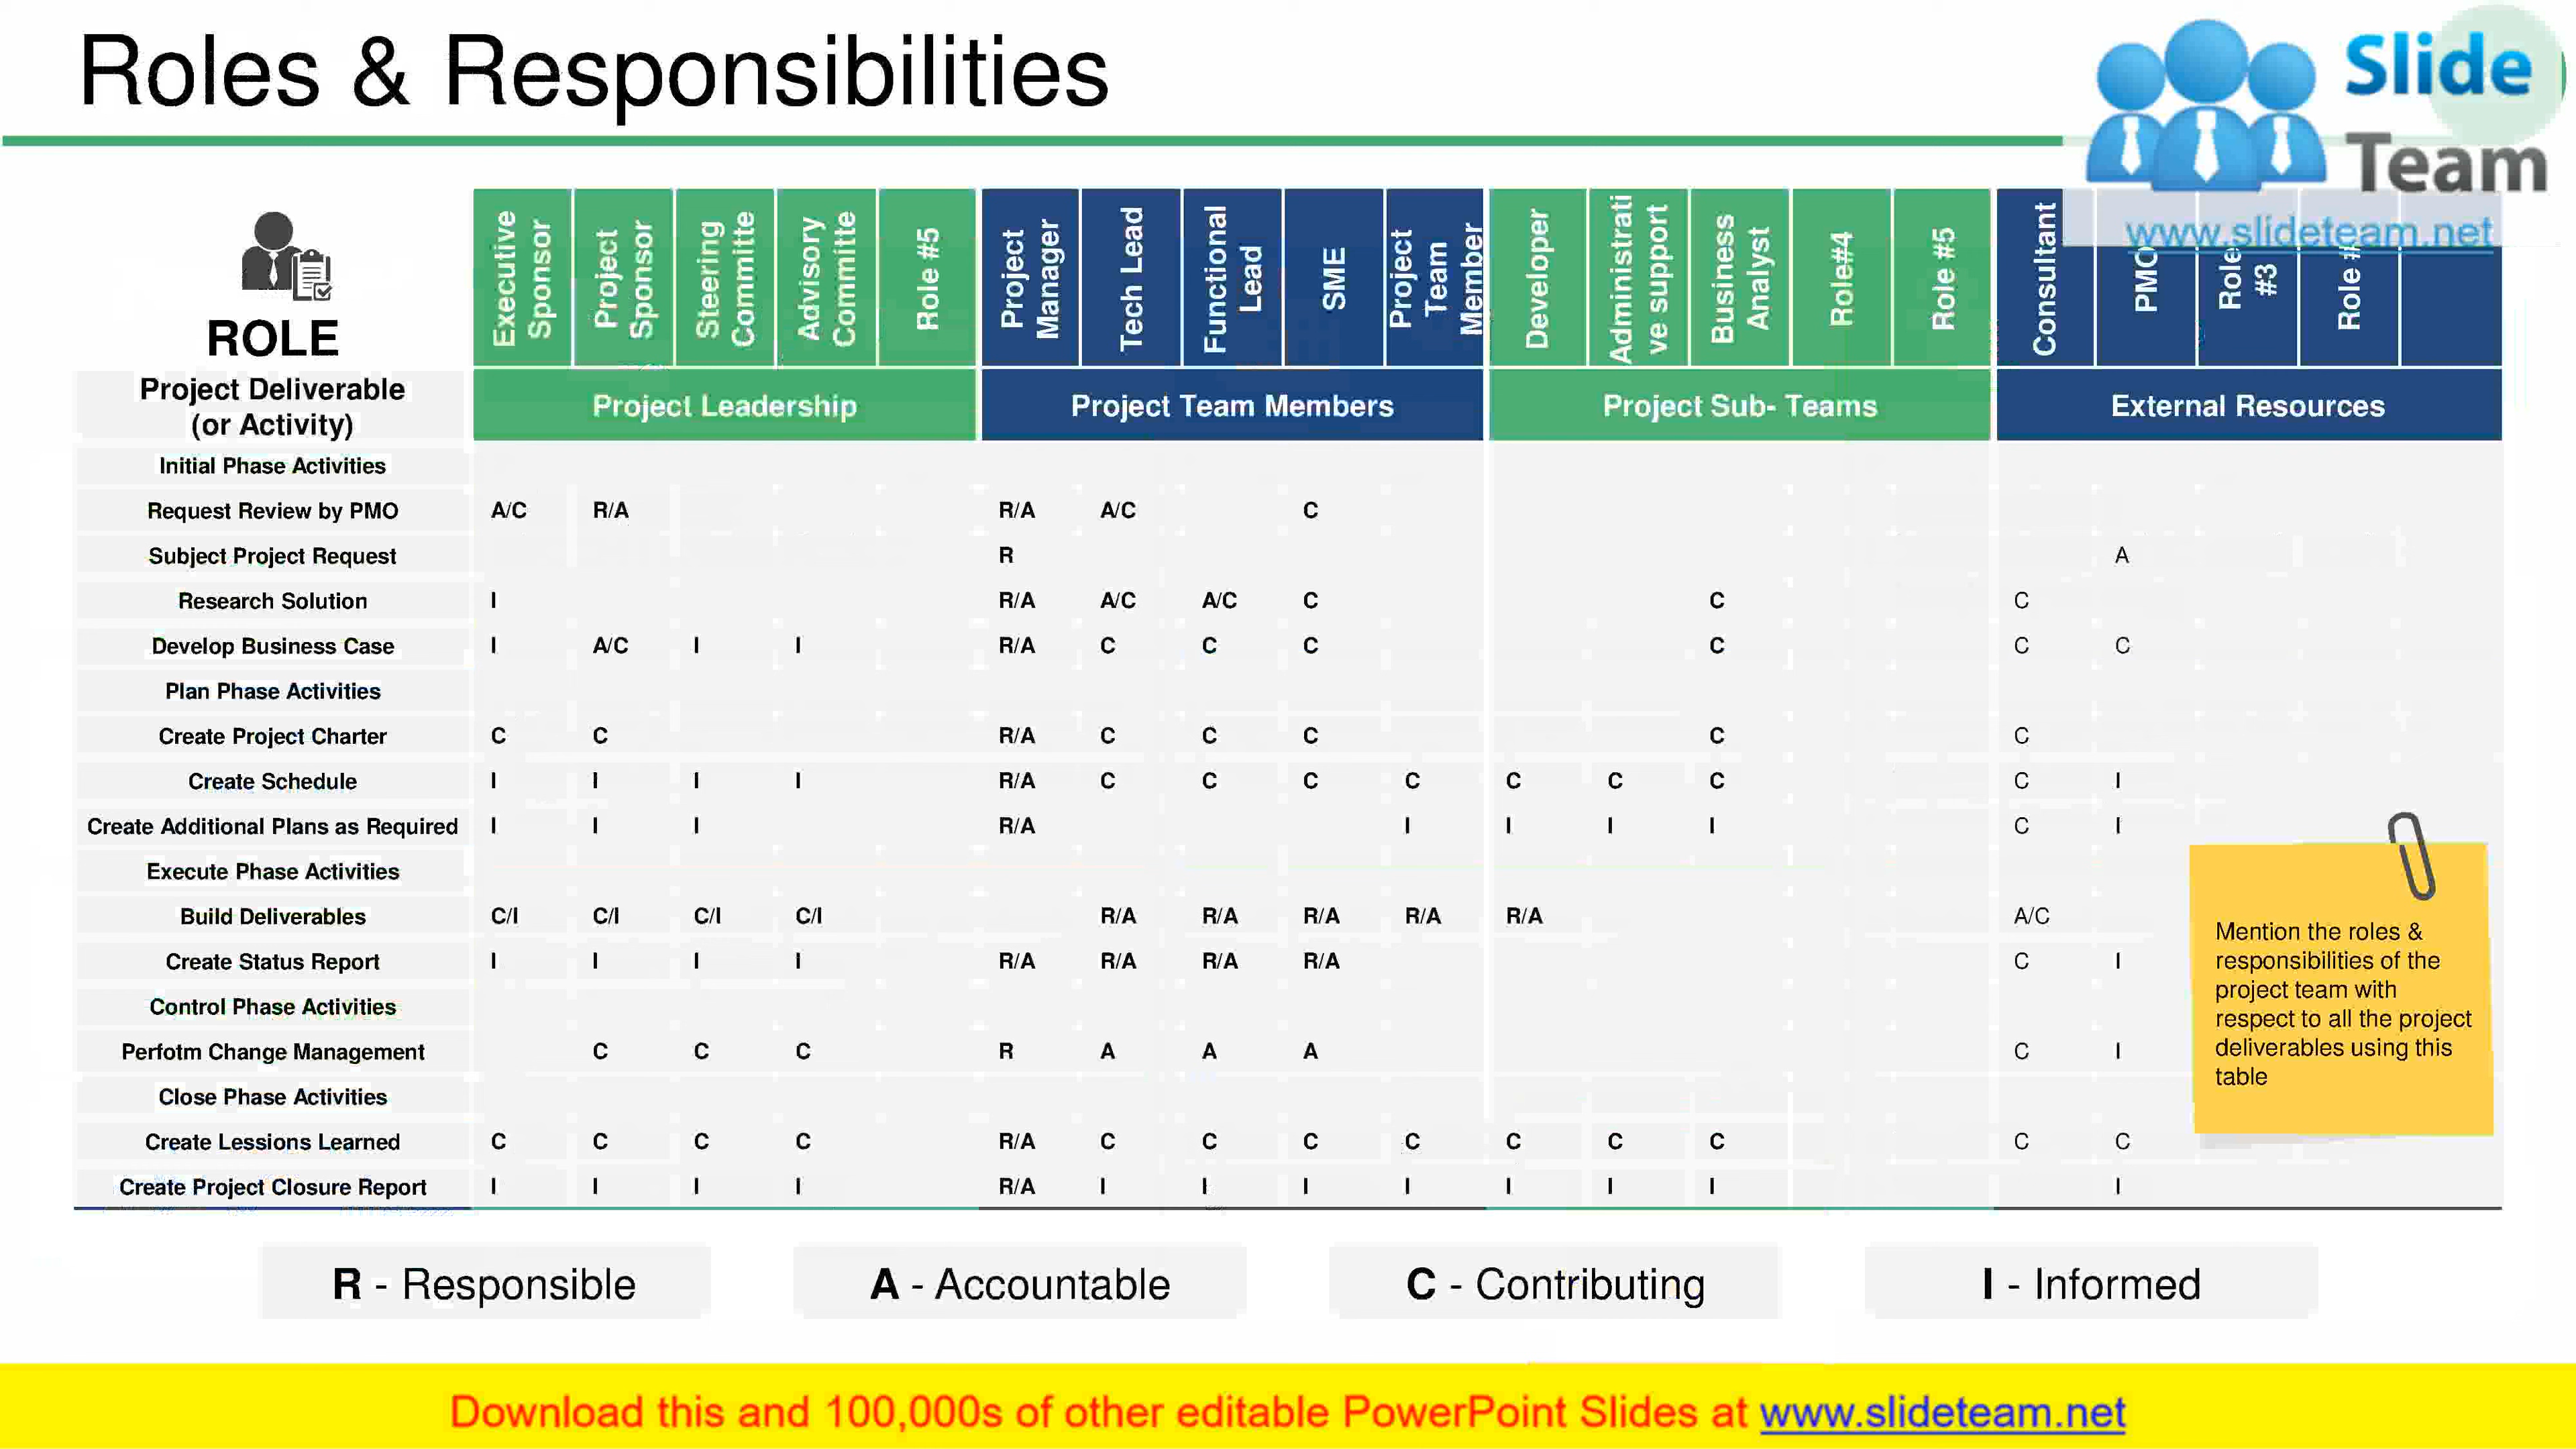 Roles & Responsibilities
Slide
Team
www.slideteam.net
ROLE
Executive Sponsor
Project Sponsor
Steering Committe
Advisory Committe
Role #5
Project Manager
Tech Lead
Functional Lead
SME
Project Team Member
Developer
Administrati ve support
Business Analyst
Role#4
Role #5
Consultant
PMO
Role #3
Role
Project Deliverable
(or Activity)
Project Leadership
Project Team Members
Project Sub- Teams
External Resources
Initial Phase Activities
Request Review by PMO A/C R/A R/A A/C C
Subject Project Request R A
Research Solution I R/A A/C A/C C C C
Develop Business Case I A/C I I R/A C C C C C C
Plan Phase Activities
Create Project Charter C C R/A C C C C C
Create Schedule I I I I R/A C C C C C C C C I
Create Additional Plans as Required I I I R/A I I I I C I
Execute Phase Activities
Build Deliverables C/I C/I C/I C/I R/A R/A R/A R/A R/A A/C
Create Status Report I I I I R/A R/A R/A R/A C I
Control Phase Activities
Perfotm Change Management C C C R A A A C I
Close Phase Activities
Create Lessions Learned C C C C R/A C C C C C C C C C
Create Project Closure Report I I I I R/A I I I I I I I I
Mention the roles &
responsibilities of the
project team with
respect to all the project
deliverables using this
table
R - Responsible
A - Accountable
C - Contributing
I - Informed
Download this and 100,000s of other editable PowerPoint Slides at www.slideteam.net